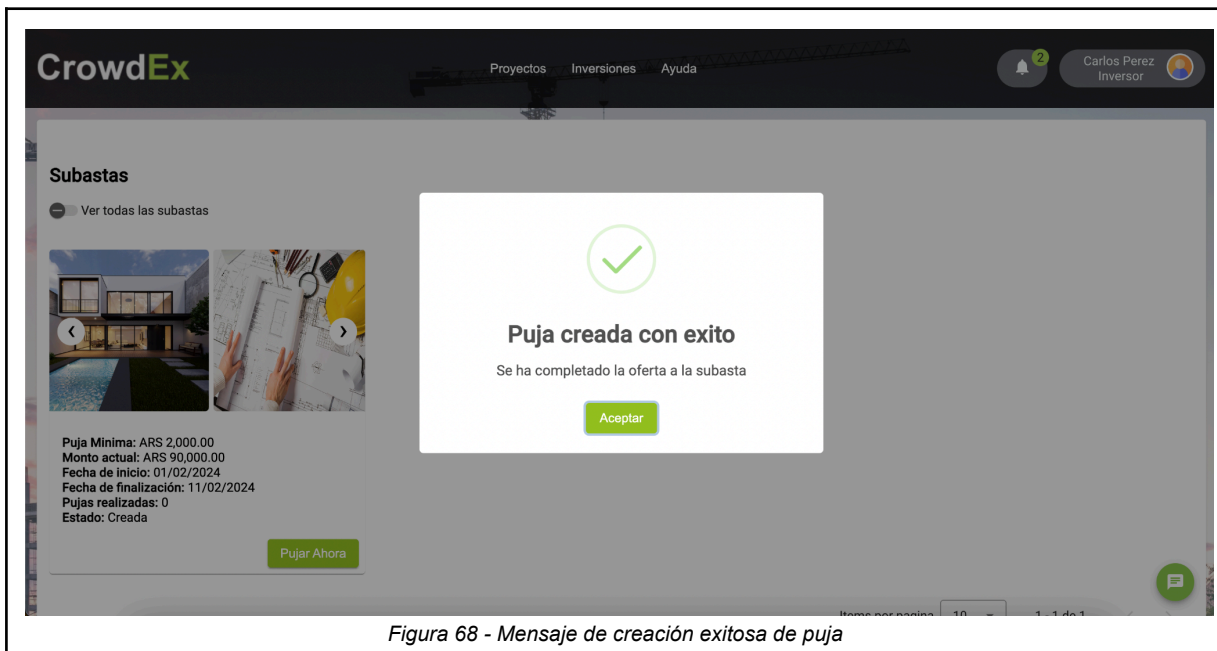 CrowdEx
Proyectos Inversiones Ayuda
2
Carlos Perez
Inversor
Subastas
Ver todas las subastas
Puja creada con exito
Se ha completado la oferta a la subasta
Aceptar
Puja Minima: ARS 2,000.00
Monto actual: ARS 90,000.00
Fecha de inicio: 01/02/2024
Fecha de finalización: 11/02/2024
Pujas realizadas: 0
Estado: Creada
Pujar Ahora
Items por pagina 10 1 - 1 de 1
Figura 68 - Mensaje de creación exitosa de puja